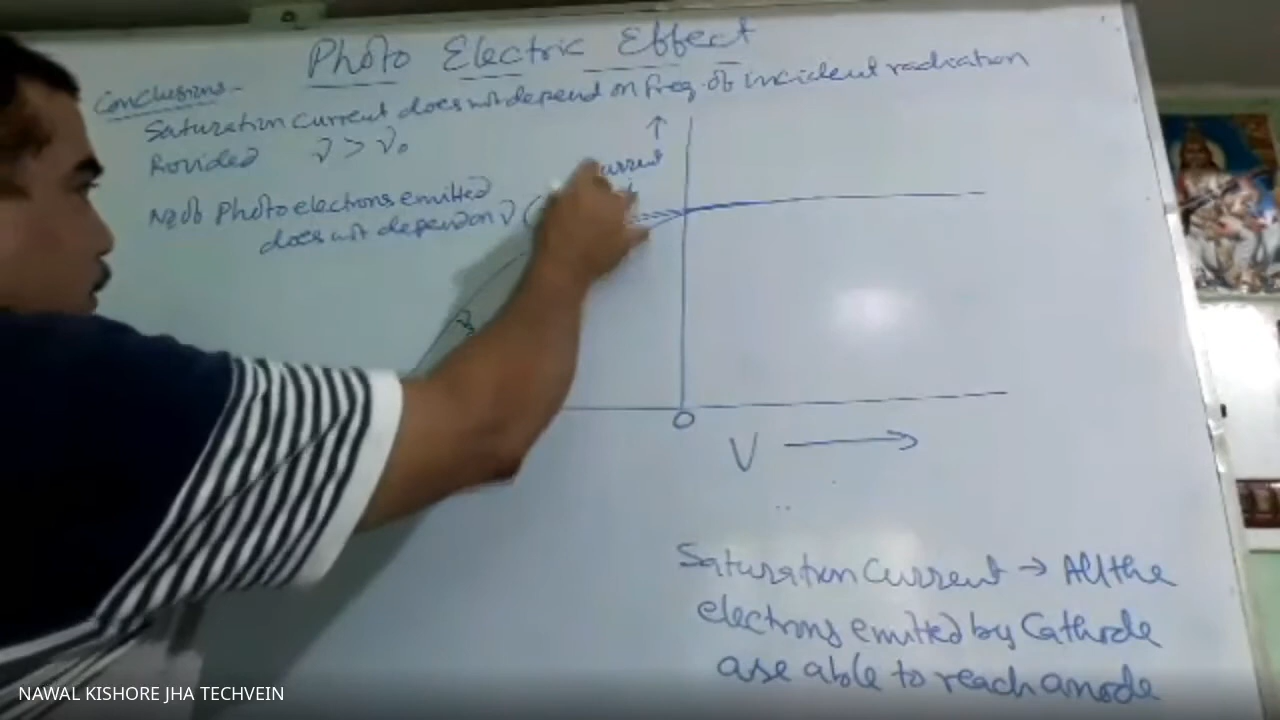 Photo Electric Effect
Conclusions-
Saturation current does not depend on freq. of incident radiation
Provided ν > ν₀
No of Photoelectrons emitted
does not depend on ν (
current
O
V →
Saturation Current → All the
electrons emitted by Cathode
are able to reach anode
NAWAL KISHORE JHA TECHVEIN